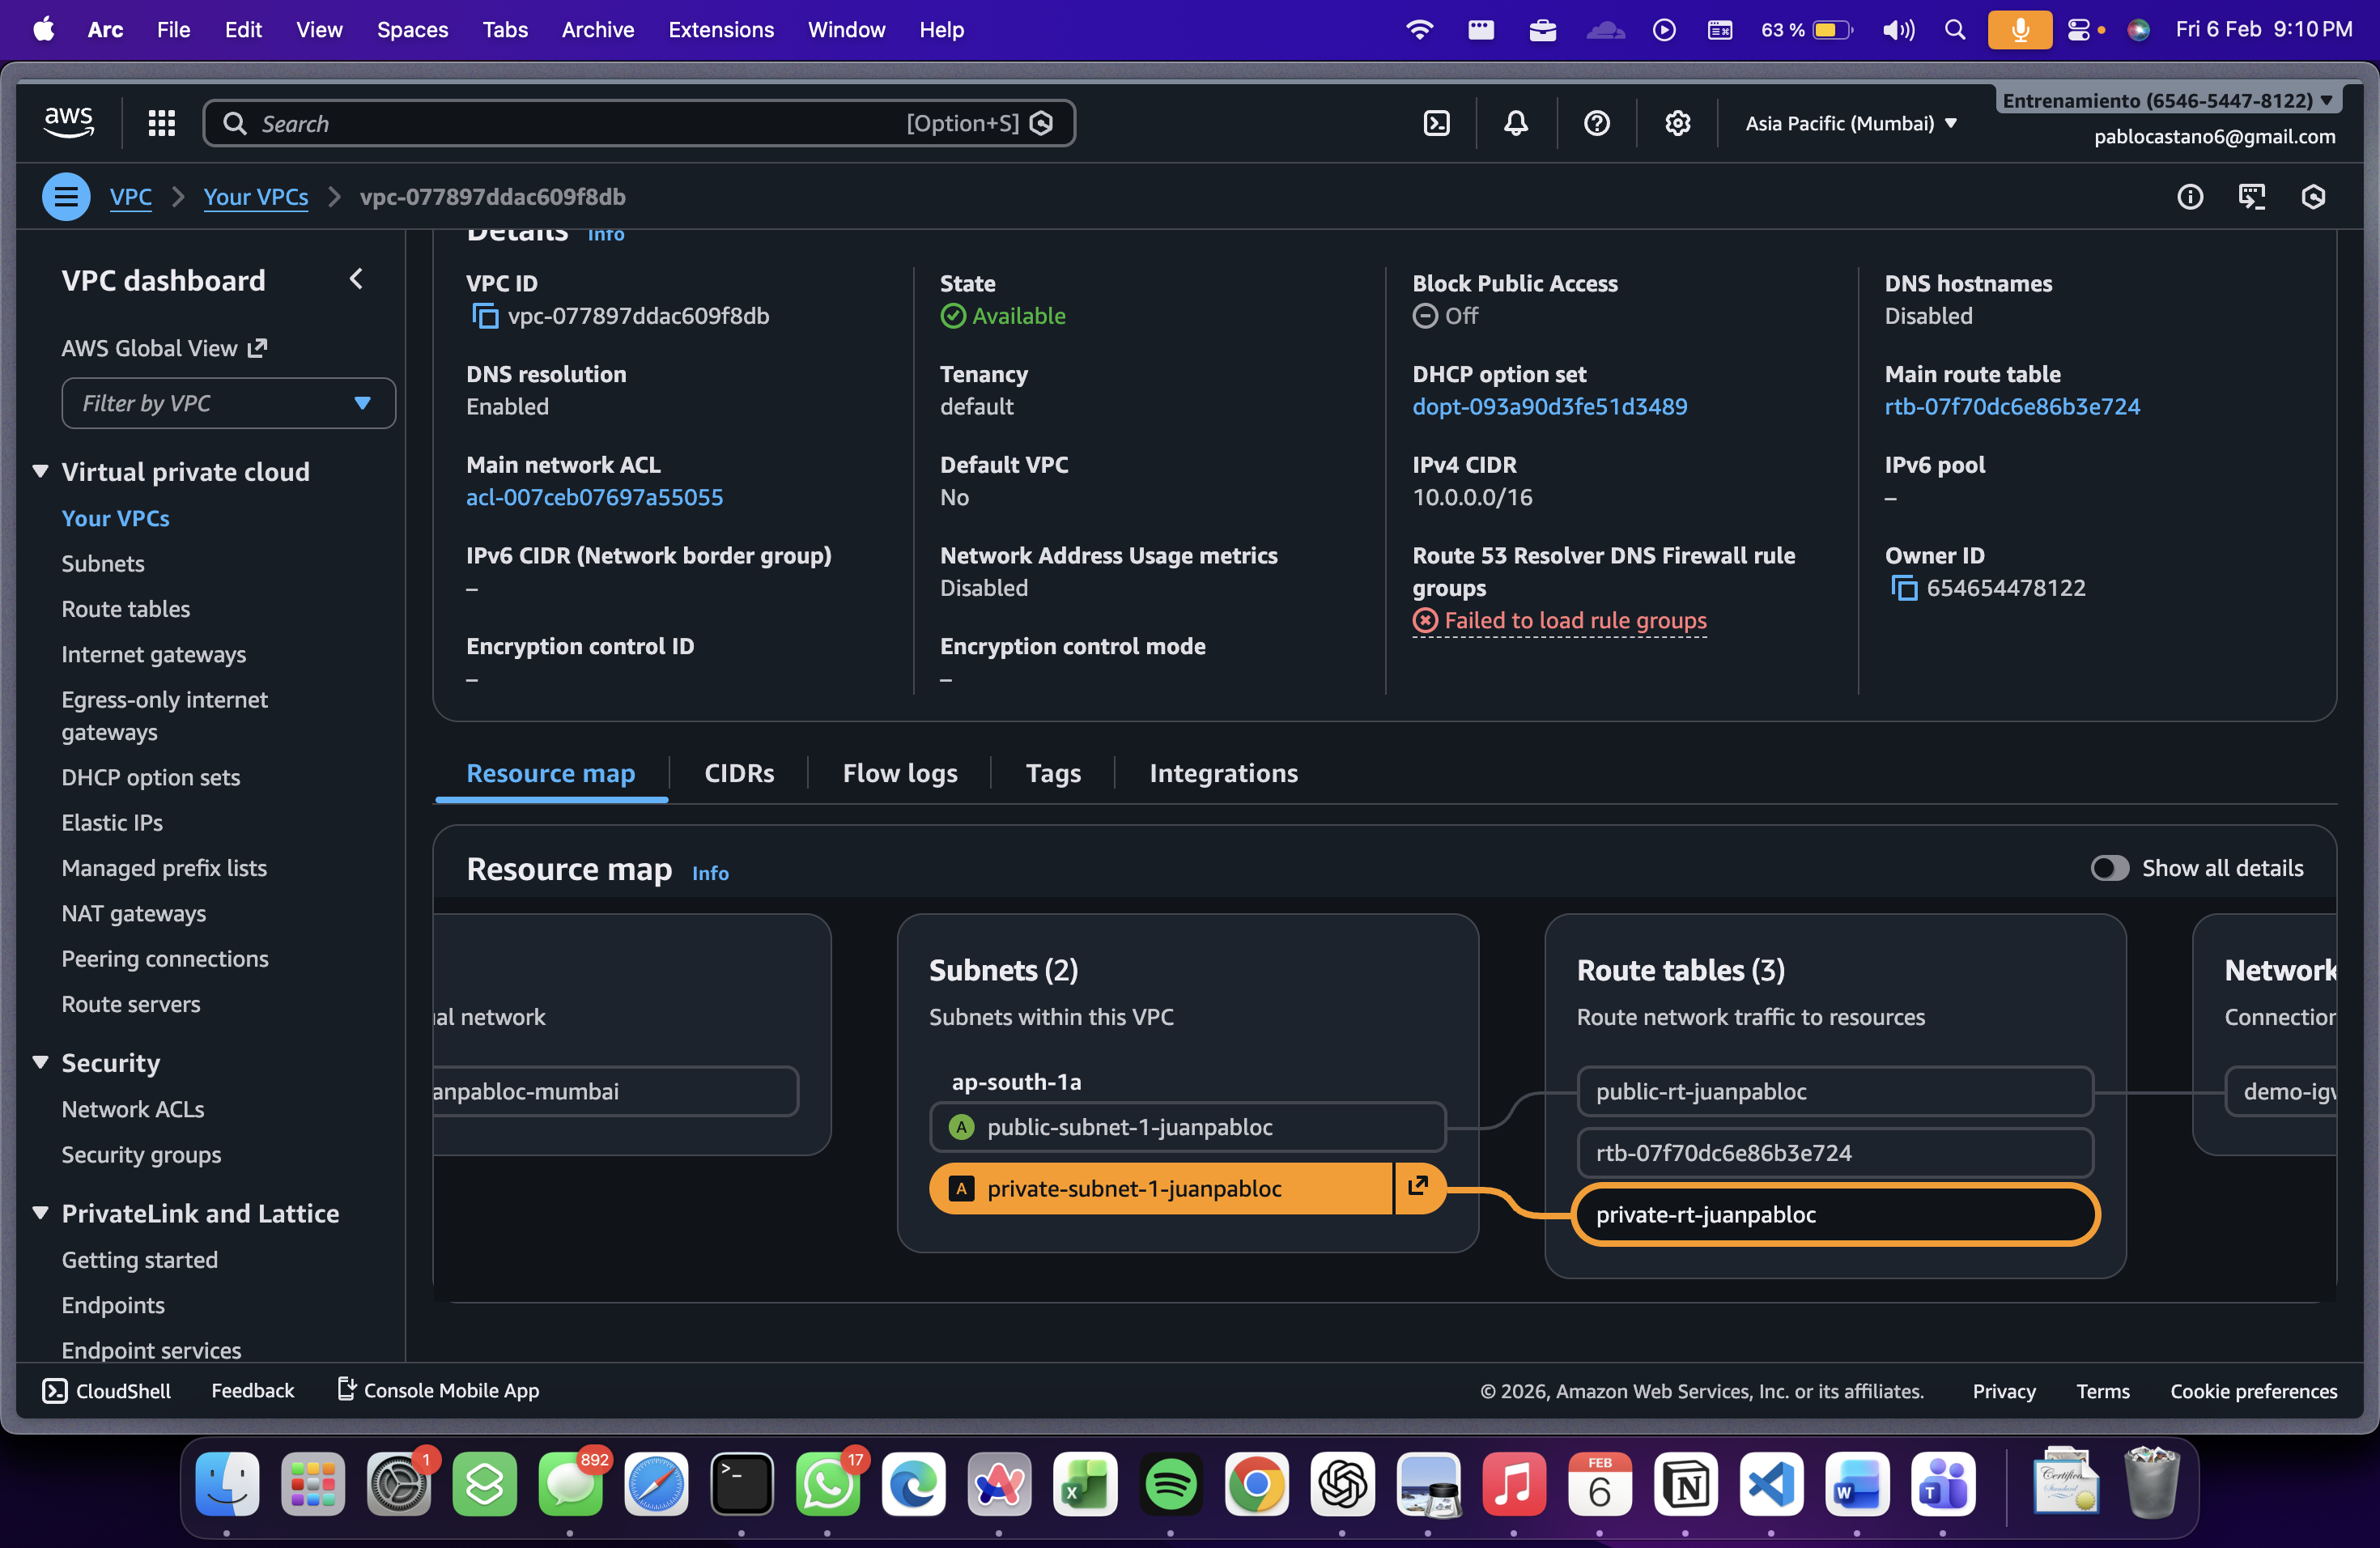 Arc File Edit View Spaces Tabs Archive Extensions Window Help 63 % Fri 6 Feb 9:10 PM
aws Search [Option+S] Asia Pacific (Mumbai) Entrenamiento (6546-5447-8122)
pablocastano6@gmail.com
VPC Your VPCs vpc-077897ddac609f8db
VPC dashboard
AWS Global View
Filter by VPC
Virtual private cloud
Your VPCs
Subnets
Route tables
Internet gateways
Egress-only internet
gateways
DHCP option sets
Elastic IPs
Managed prefix lists
NAT gateways
Peering connections
Route servers
Security
Network ACLs
Security groups
PrivateLink and Lattice
Getting started
Endpoints
Endpoint services
Details Info
VPC ID
vpc-077897ddac609f8db
State
Available
Block Public Access
Off
DNS hostnames
Disabled
DNS resolution
Enabled
Tenancy
default
DHCP option set
dopt-093a90d3fe51d3489
Main route table
rtb-07f70dc6e86b3e724
Main network ACL
acl-007ceb07697a55055
Default VPC
No
IPv4 CIDR
10.0.0.0/16
IPv6 pool
–
IPv6 CIDR (Network border group)
–
Network Address Usage metrics
Disabled
Route 53 Resolver DNS Firewall rule
groups
Failed to load rule groups
Owner ID
654654478122
Encryption control ID
–
Encryption control mode
–
Resource map CIDRs Flow logs Tags Integrations
Resource map Info Show all details
al network
anpabloc-mumbai
Subnets (2)
Subnets within this VPC
ap-south-1a
A public-subnet-1-juanpabloc
A private-subnet-1-juanpabloc
Route tables (3)
Route network traffic to resources
public-rt-juanpabloc
rtb-07f70dc6e86b3e724
private-rt-juanpabloc
Network
Connection
demo-igw
CloudShell Feedback Console Mobile App © 2026, Amazon Web Services, Inc. or its affiliates. Privacy Terms Cookie preferences
1 892 17 FEB 6